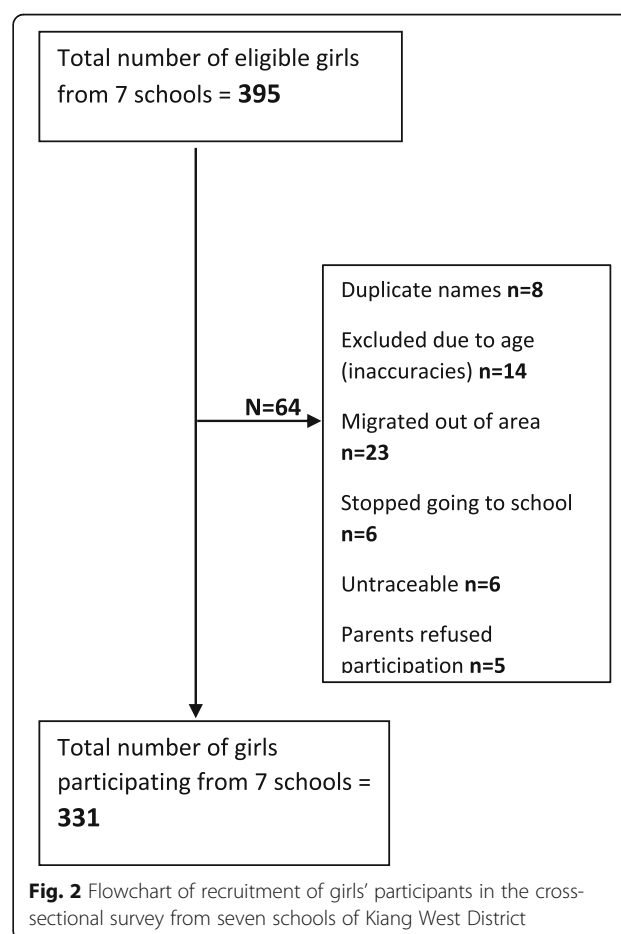 Total number of eligible girls
from 7 schools = 395
Duplicate names n=8
Excluded due to age
(inaccuracies) n=14
N=64
Migrated out of area
n=23
Stopped going to school
n=6
Untraceable n=6
Parents refused
participation n=5
Total number of girls
participating from 7 schools =
331
Fig. 2 Flowchart of recruitment of girls’ participants in the cross-
sectional survey from seven schools of Kiang West District